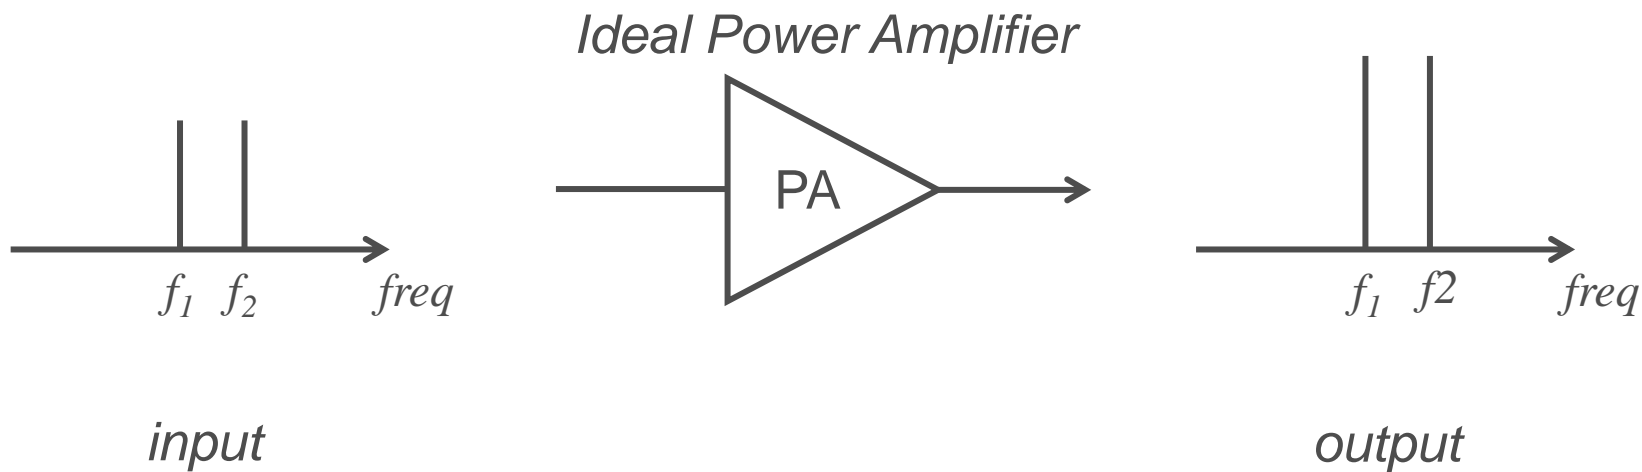 Ideal Power Amplifier
PA
f1 f2 freq
f1 f2 freq
input
output